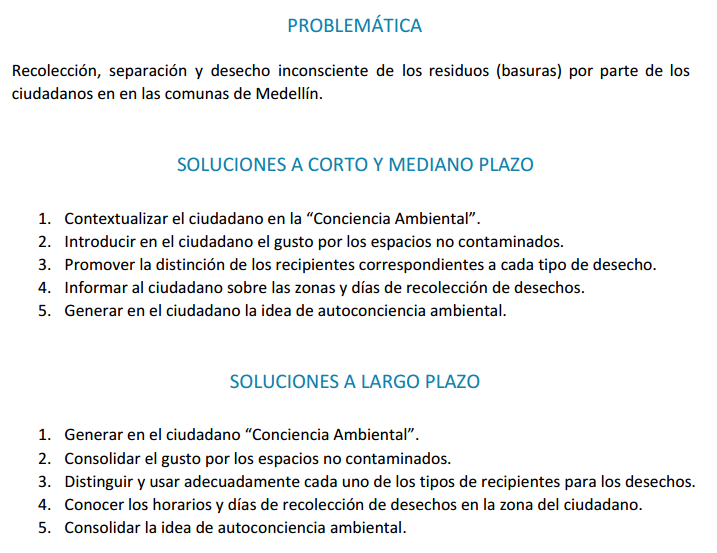 PROBLEMÁTICA
Recolección, separación y desecho inconsciente de los residuos (basuras) por parte de los
ciudadanos en en las comunas de Medellín.
SOLUCIONES A CORTO Y MEDIANO PLAZO
1. Contextualizar el ciudadano en la “Conciencia Ambiental”.
2. Introducir en el ciudadano el gusto por los espacios no contaminados.
3. Promover la distinción de los recipientes correspondientes a cada tipo de desecho.
4. Informar al ciudadano sobre las zonas y días de recolección de desechos.
5. Generar en el ciudadano la idea de autoconciencia ambiental.
SOLUCIONES A LARGO PLAZO
1. Generar en el ciudadano “Conciencia Ambiental”.
2. Consolidar el gusto por los espacios no contaminados.
3. Distinguir y usar adecuadamente cada uno de los tipos de recipientes para los desechos.
4. Conocer los horarios y días de recolección de desechos en la zona del ciudadano.
5. Consolidar la idea de autoconciencia ambiental.